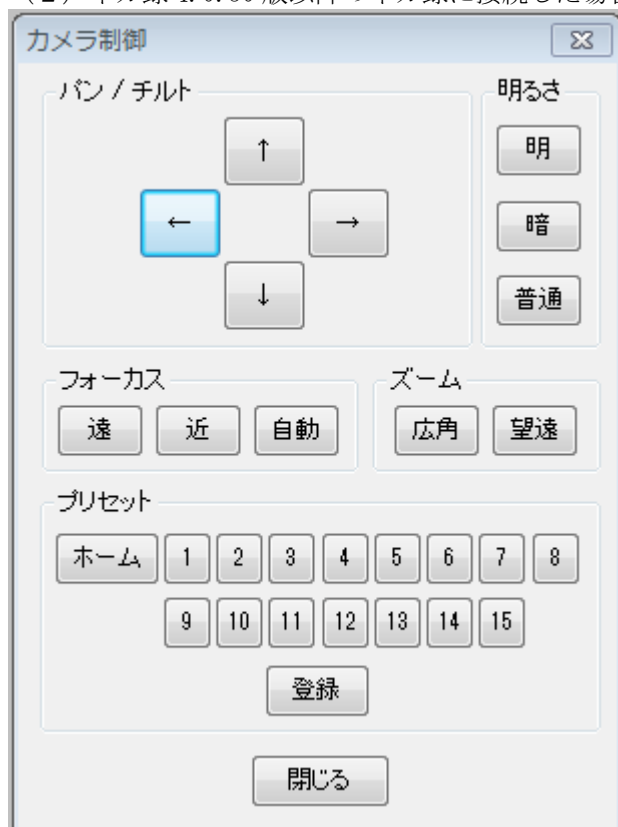 カメラ制御
パン / チルト
↑
← →
↓
明るさ
明
暗
普通
フォーカス
遠 近 自動
ズーム
広角 望遠
プリセット
ホーム 1 2 3 4 5 6 7 8
9 10 11 12 13 14 15
登録
閉じる